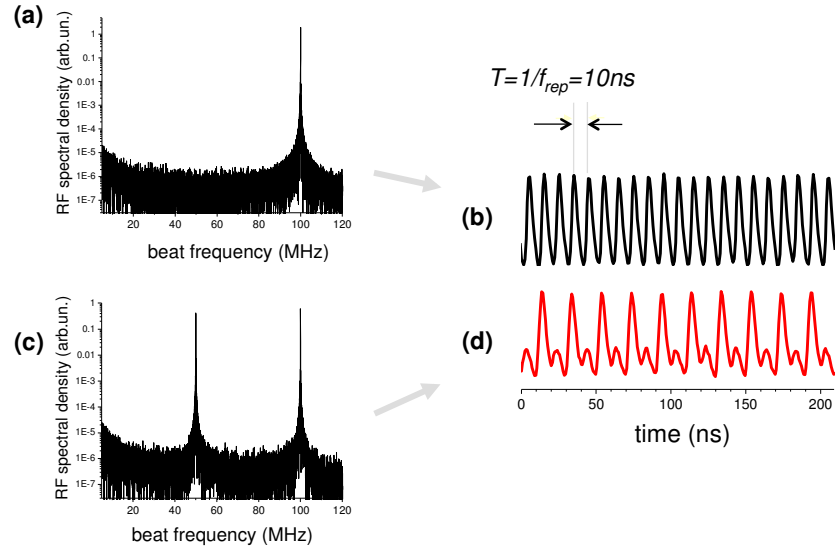 (a)
RF spectral density (arb.un.)
1
0.1
0.01
1E-3
1E-4
1E-5
1E-6
1E-7
20 40 60 80 100 120
beat frequency (MHz)
T=1/f_rep=10ns
(b)
(c)
RF spectral density (arb.un.)
1
0.1
0.01
1E-3
1E-4
1E-5
1E-6
1E-7
20 40 60 80 100 120
beat frequency (MHz)
(d)
0 50 100 150 200
time (ns)